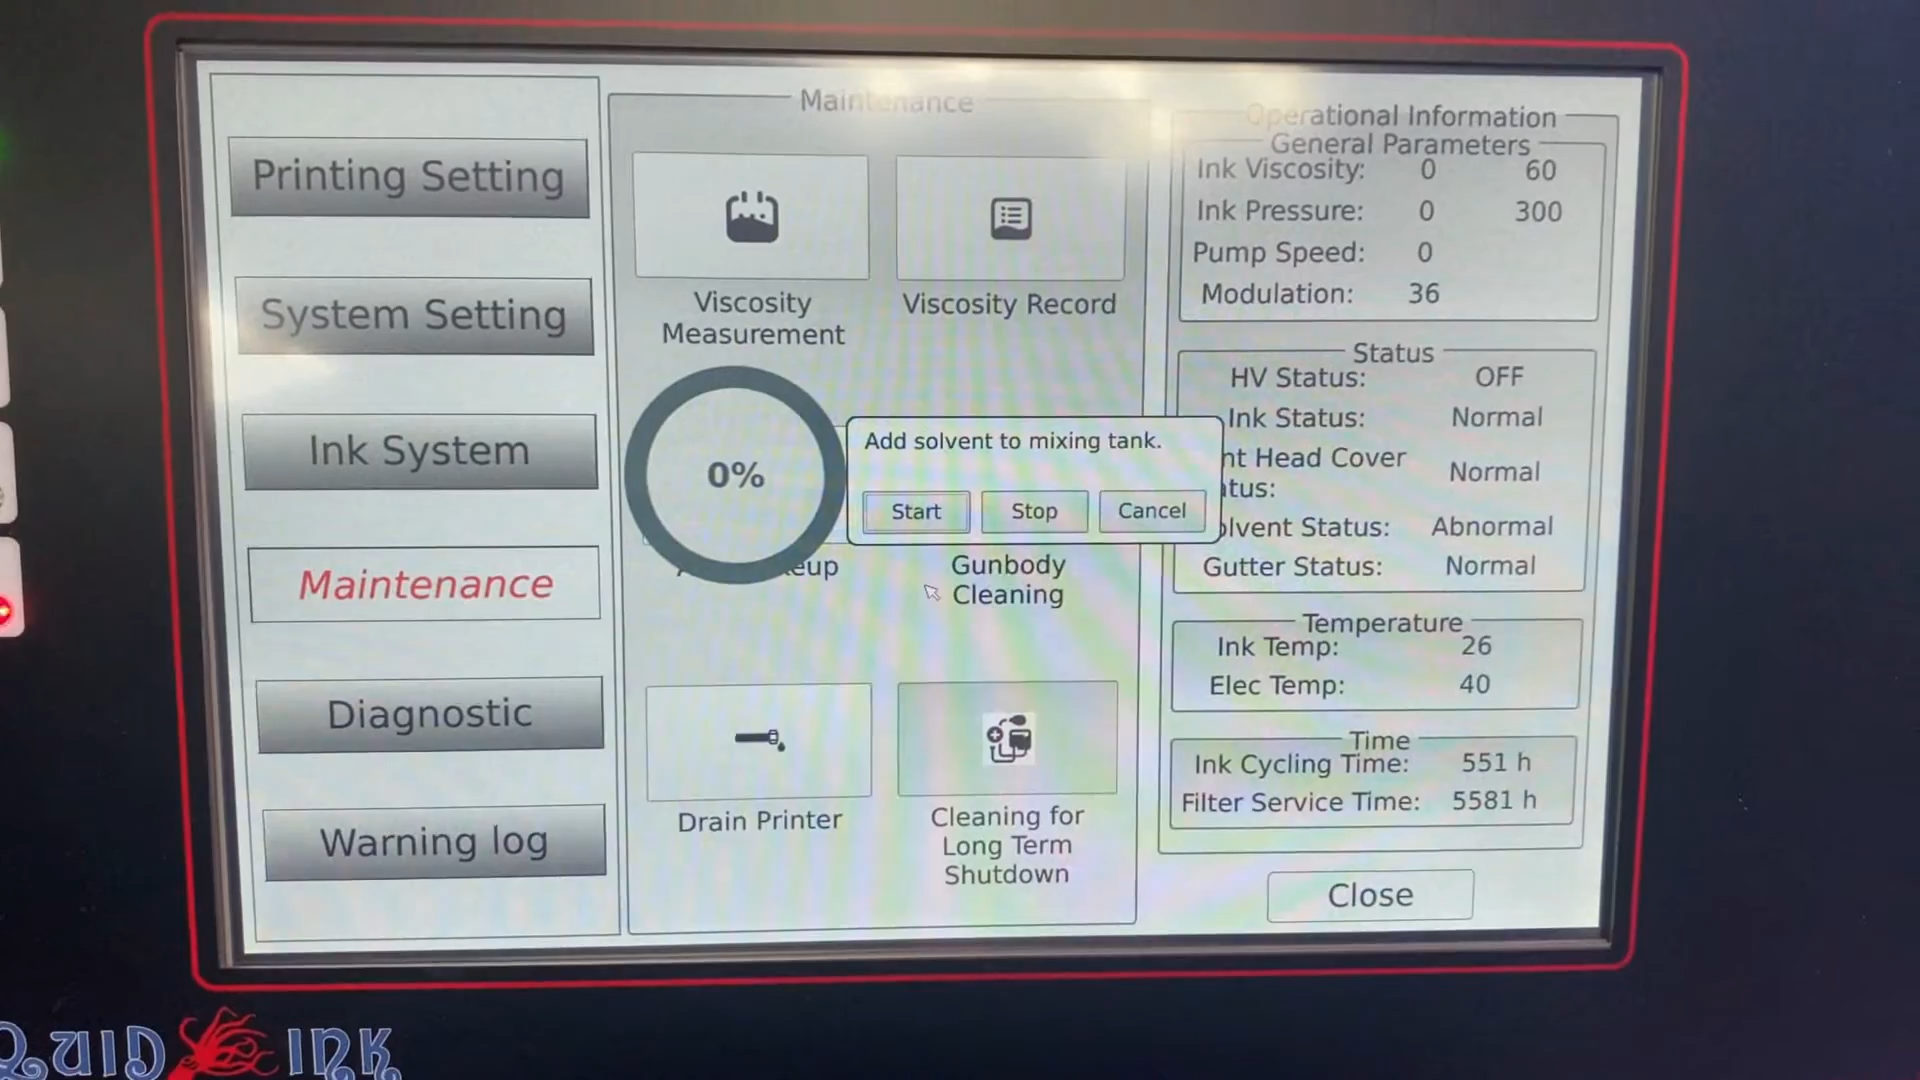 Printing Setting
System Setting
Ink System
Maintenance
Diagnostic
Warning log
Maintenance
Viscosity
Measurement
Viscosity Record
0%
Add solvent to mixing tank.
Start
Stop
Cancel
Gunbody
Cleaning
Drain Printer
Cleaning for
Long Term
Shutdown
Operational Information
General Parameters
Ink Viscosity: 0 60
Ink Pressure: 0 300
Pump Speed: 0
Modulation: 36
Status
HV Status: OFF
Ink Status: Normal
Head Cover Normal
Status: Abnormal
Gutter Status: Normal
Temperature
Ink Temp: 26
Elec Temp: 40
Time
Ink Cycling Time: 551 h
Filter Service Time: 5581 h
Close
QUID INK